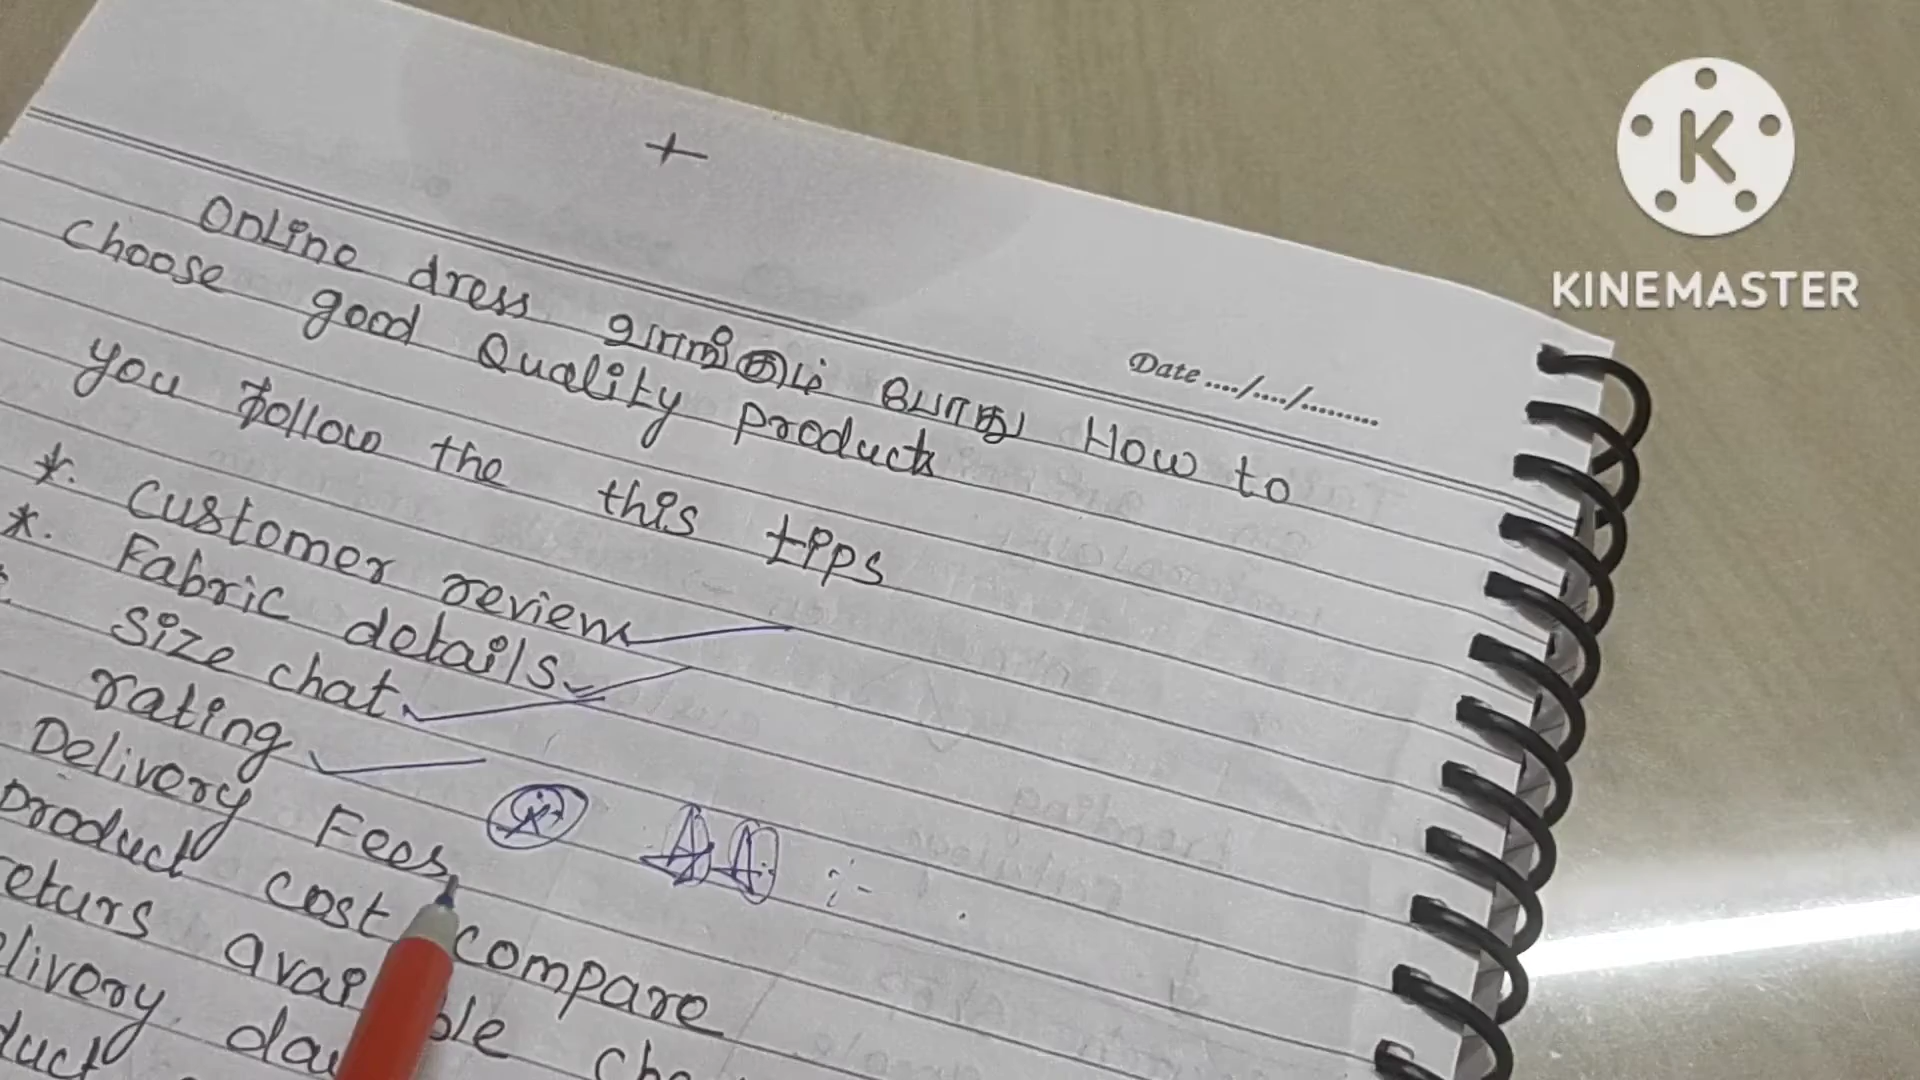 KINEMASTER
Date ..../..../.........
Online dress வாங்கும் போது How to
choose good Quality product
you follow the this tips
*. customer review
*. Fabric details
size chat
rating
Delivery Fees
product cost compare